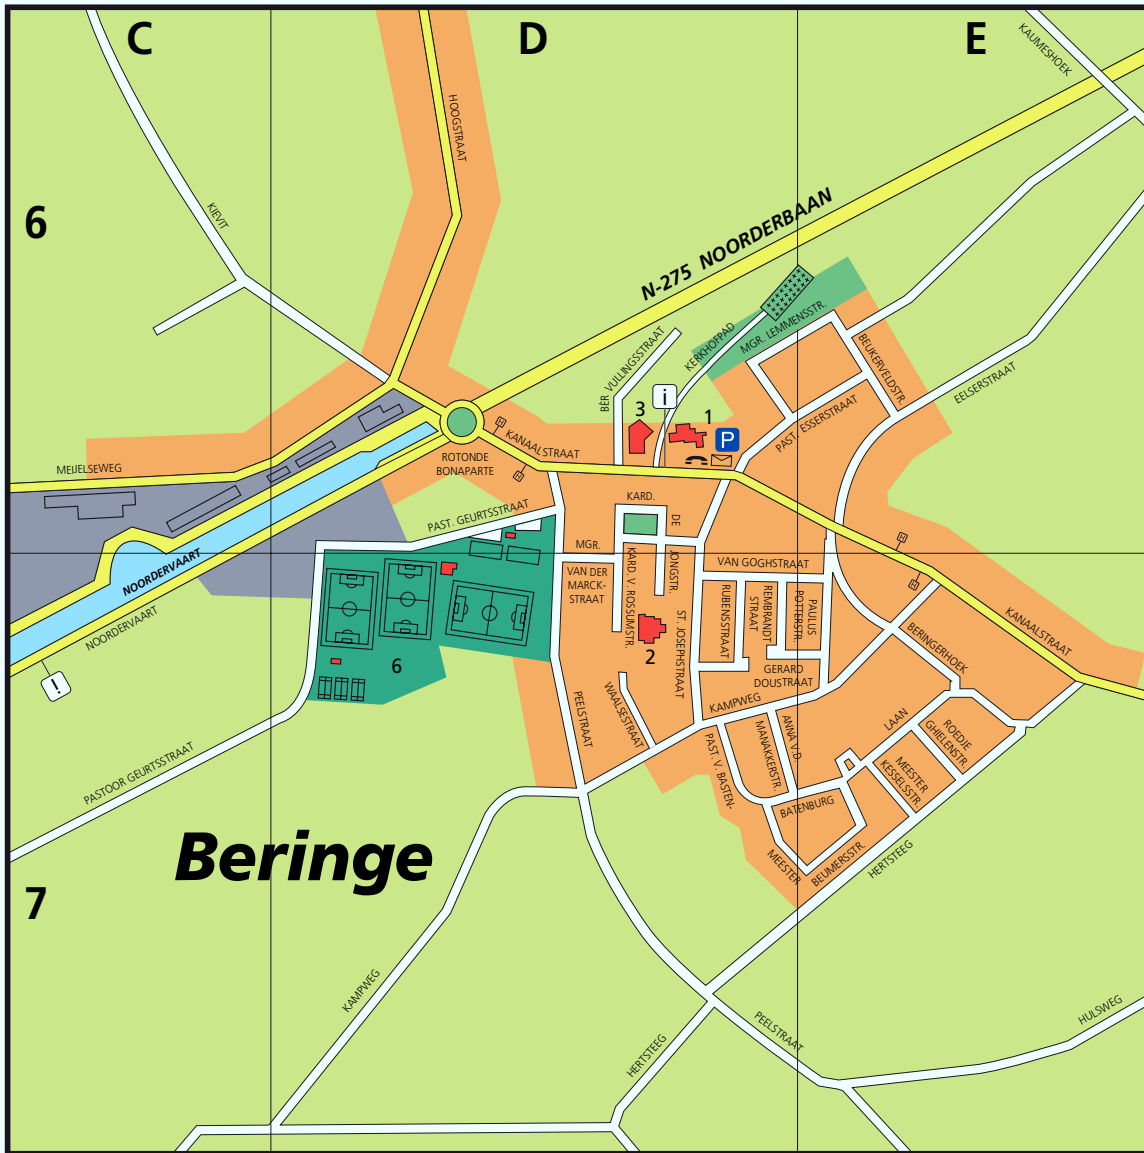 C
D
E
KAUMESHOEK
HOOGSTRAAT
6
KIEVIT
N-275 NOORDERBAAN
KERKHOFPAD
MGR. LEMMENSSTR.
BÈR VULLINGSSTRAAT
BEUKERVELDSTR.
EELSERSTRAAT
i
3
1
P
PAST. ESSERSTRAAT
KANAALSTRAAT
ROTONDE
BONAPARTE
MEIJELSEWEG
PAST. GEURTSSTRAAT
KARD.
DE
JONGSTR.
MGR.
VAN DER
MARCK-
STRAAT
KARD. V. ROSSUMSTR.
VAN GOGHSTRAAT
RUBENSSTRAAT
REMBRANDT
STRAAT
PAULUS
POTTERSTR.
GERARD
DOUSTRAAT
ST. JOSEPHSTRAAT
NOORDERVAART
NOORDERVAART
!
6
2
KANAALSTRAAT
BERINGERHOEK
PEELSTRAAT
WAALSESTRAAT
KAMPWEG
PAST. V. BASTEN-
MANAKKERSTR.
ANNA V.D.
LAAN
ROEDJE
GHIELENSTR.
MEESTER
KESSELSSTR.
BATENBURG
MEESTER
BEUMERSSTR.
HERTSTEEG
PASTOOR GEURTSSTRAAT
Beringe
7
KAMPWEG
HERTSTEEG
PEELSTRAAT
HULSWEG